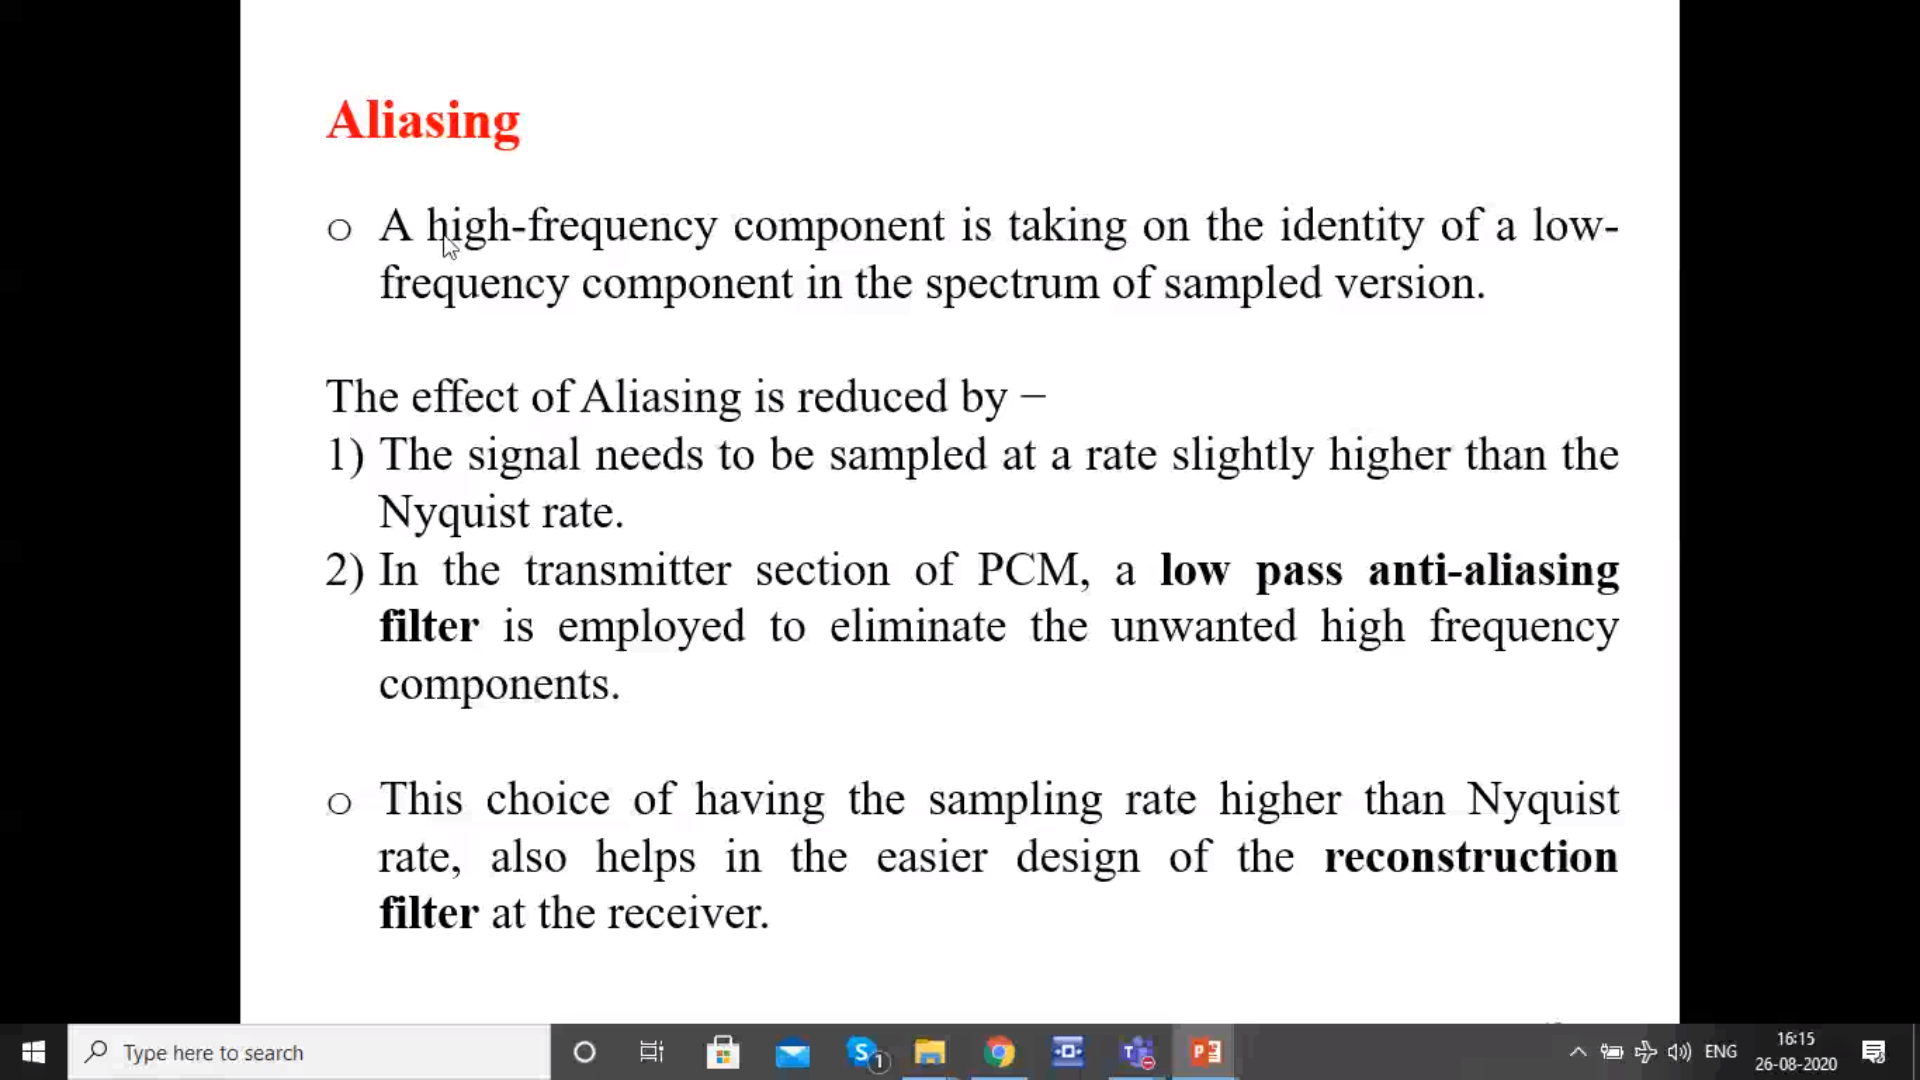 Aliasing
o A high-frequency component is taking on the identity of a low-
frequency component in the spectrum of sampled version.
The effect of Aliasing is reduced by −
1) The signal needs to be sampled at a rate slightly higher than the
Nyquist rate.
2) In the transmitter section of PCM, a low pass anti-aliasing
filter is employed to eliminate the unwanted high frequency
components.
o This choice of having the sampling rate higher than Nyquist
rate, also helps in the easier design of the reconstruction
filter at the receiver.
Type here to search
1
ENG
16:15
26-08-2020